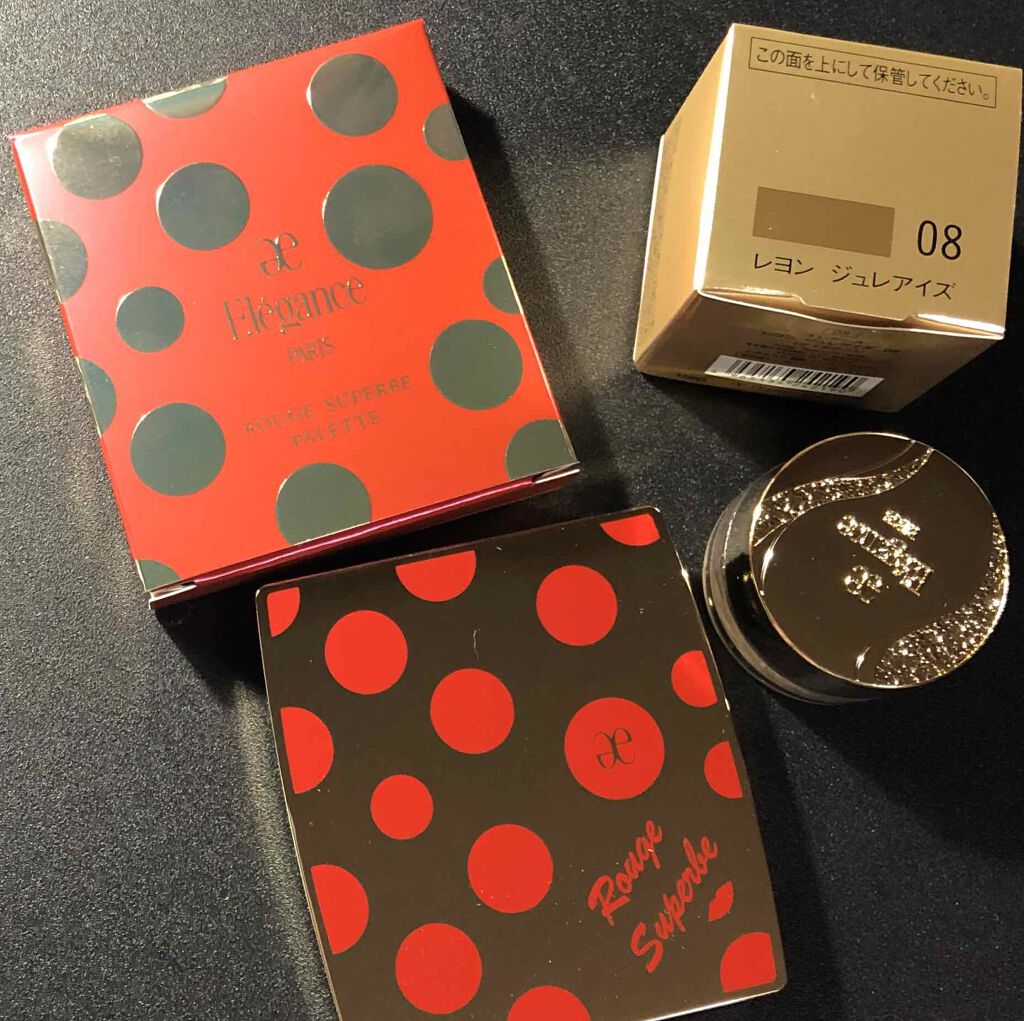 æ
Elégance
PARIS
ROUGE SUPERBE
PALETTE
この面を上にして保管してください。
08
レヨン ジュレアイズ
æ
Elégance
æ
Rouge
Superbe